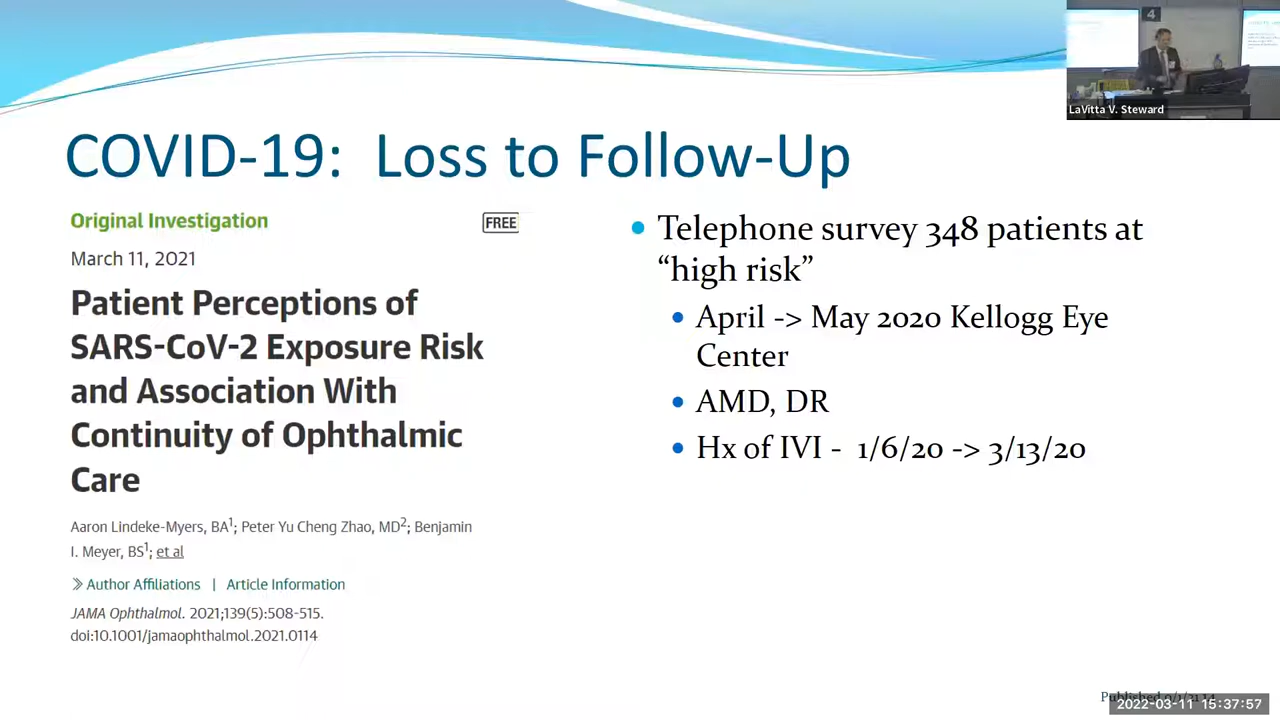 4
LaVitta V. Steward
COVID-19: Loss to Follow-Up
Original Investigation
FREE
March 11, 2021
Patient Perceptions of
SARS-CoV-2 Exposure Risk
and Association With
Continuity of Ophthalmic
Care
Aaron Lindeke-Myers, BA1; Peter Yu Cheng Zhao, MD2; Benjamin
I. Meyer, BS1; et al
Author Affiliations | Article Information
JAMA Ophthalmol. 2021;139(5):508-515.
doi:10.1001/jamaophthalmol.2021.0114
• Telephone survey 348 patients at
“high risk”
• April -> May 2020 Kellogg Eye
Center
• AMD, DR
• Hx of IVI - 1/6/20 -> 3/13/20
Published
2022-03-11 15:37:57